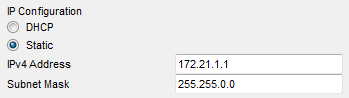 IP Configuration
DHCP
Static
IPv4 Address 172.21.1.1
Subnet Mask 255.255.0.0